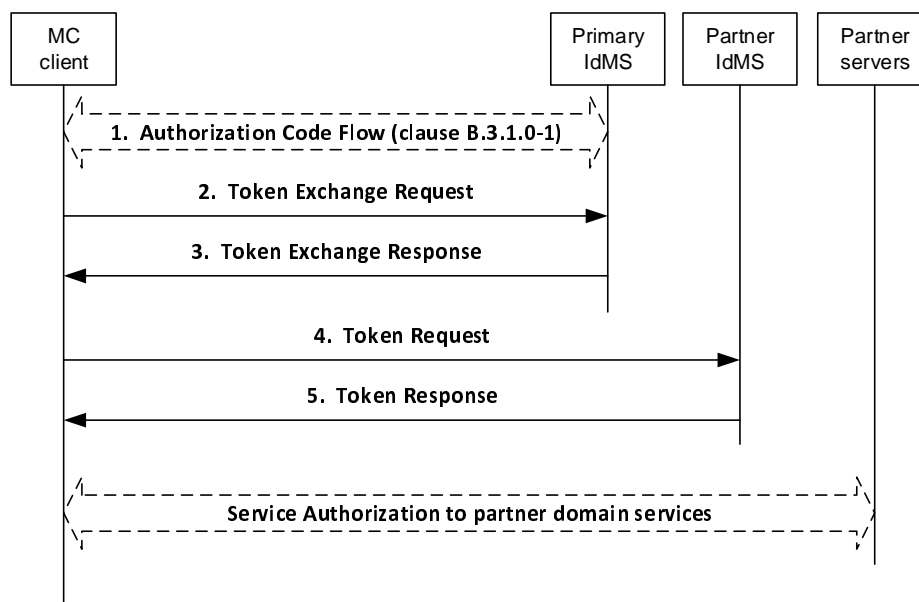 MC
client
Primary
IdMS
Partner
IdMS
Partner
servers
1. Authorization Code Flow (clause B.3.1.0-1)
2. Token Exchange Request
3. Token Exchange Response
4. Token Request
5. Token Response
Service Authorization to partner domain services